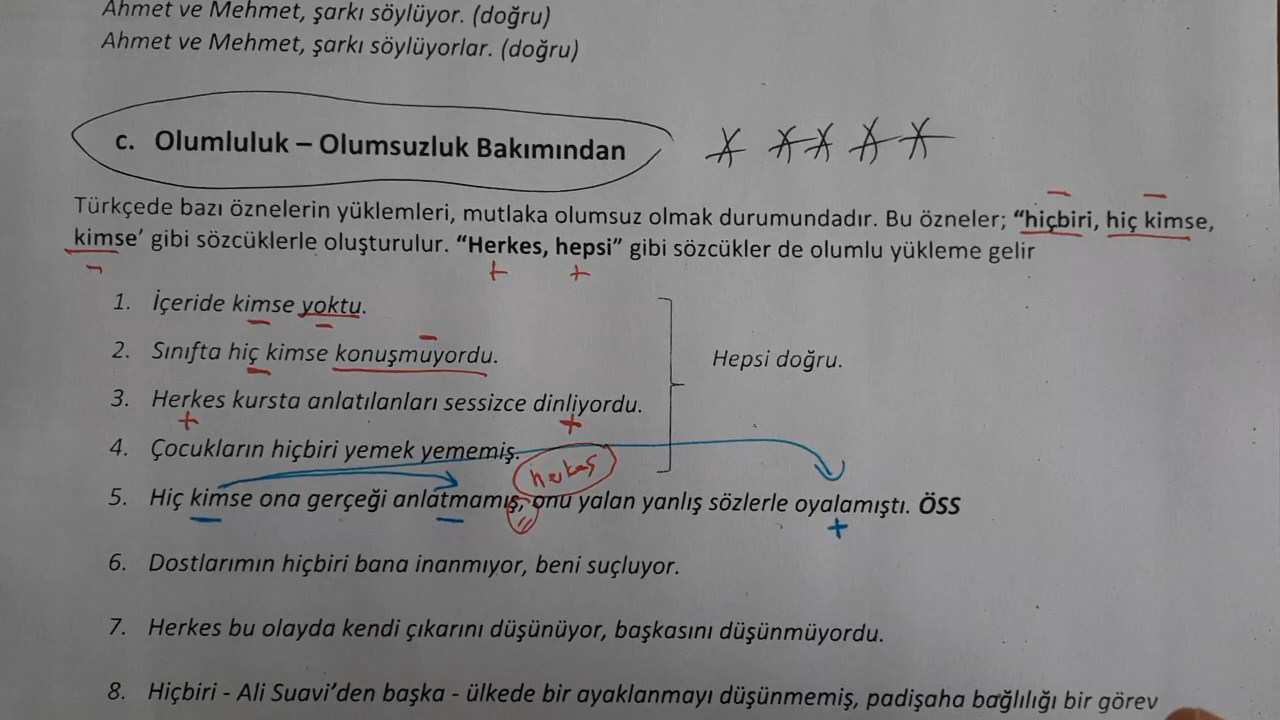 Ahmet ve Mehmet, şarkı söylüyor. (doğru)
Ahmet ve Mehmet, şarkı söylüyorlar. (doğru)
c. Olumluluk – Olumsuzluk Bakımından
Türkçede bazı öznelerin yüklemleri, mutlaka olumsuz olmak durumundadır. Bu özneler; “hiçbiri, hiç kimse,
kimse’ gibi sözcüklerle oluşturulur. “Herkes, hepsi” gibi sözcükler de olumlu yükleme gelir
1. İçeride kimse yoktu.
2. Sınıfta hiç kimse konuşmuyordu.
Hepsi doğru.
3. Herkes kursta anlatılanları sessizce dinliyordu.
4. Çocukların hiçbiri yemek yememiş.
herkes
5. Hiç kimse ona gerçeği anlatmamış, onu yalan yanlış sözlerle oyalamıştı. ÖSS
6. Dostlarımın hiçbiri bana inanmıyor, beni suçluyor.
7. Herkes bu olayda kendi çıkarını düşünüyor, başkasını düşünmüyordu.
8. Hiçbiri - Ali Suavi’den başka - ülkede bir ayaklanmayı düşünmemiş, padişaha bağlılığı bir görev